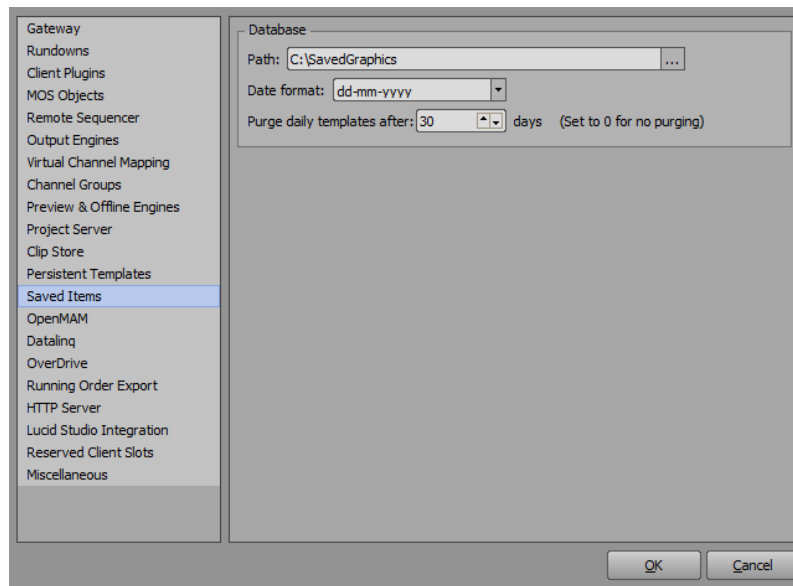 Gateway
Rundowns
Client Plugins
MOS Objects
Remote Sequencer
Output Engines
Virtual Channel Mapping
Channel Groups
Preview & Offline Engines
Project Server
Clip Store
Persistent Templates
Saved Items
OpenMAM
Datalinq
OverDrive
Running Order Export
HTTP Server
Lucid Studio Integration
Reserved Client Slots
Miscellaneous
Database
Path: C:\SavedGraphics ...
Date format: dd-mm-yyyy
Purge daily templates after: 30 days (Set to 0 for no purging)
OK Cancel